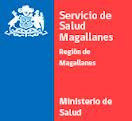 Servicio de
Salud
Magallanes
Región de
Magallanes
Ministerio de
Salud